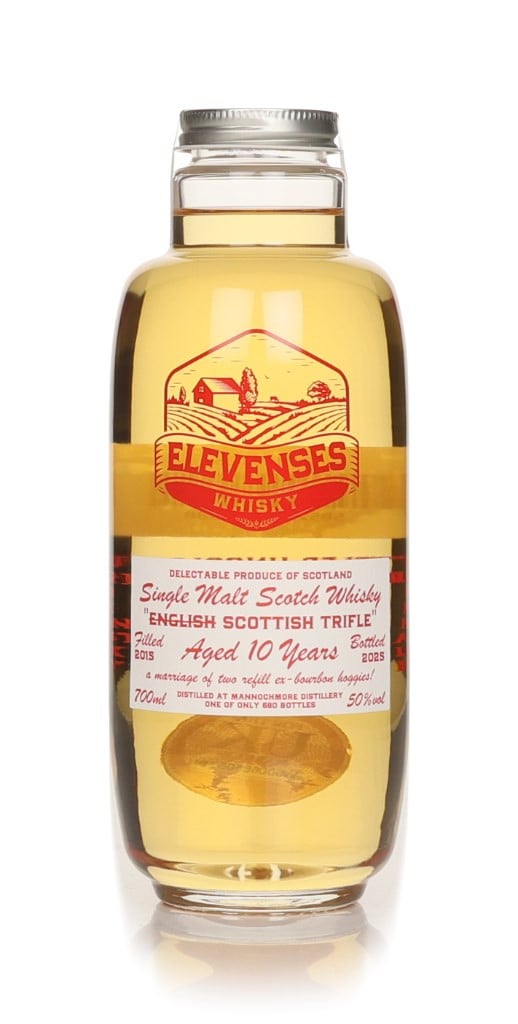 ELEVENSES
WHISKY
DELECTABLE PRODUCE OF SCOTLAND
Single Malt Scotch Whisky
"ENGLISH SCOTTISH TRIFLE"
Filled 2015 Aged 10 Years Bottled 2025
a marriage of two refill ex-bourbon hoggies!
700ml DISTILLED AT MANNOCHMORE DISTILLERY 50%vol
ONE OF ONLY 680 BOTTLES